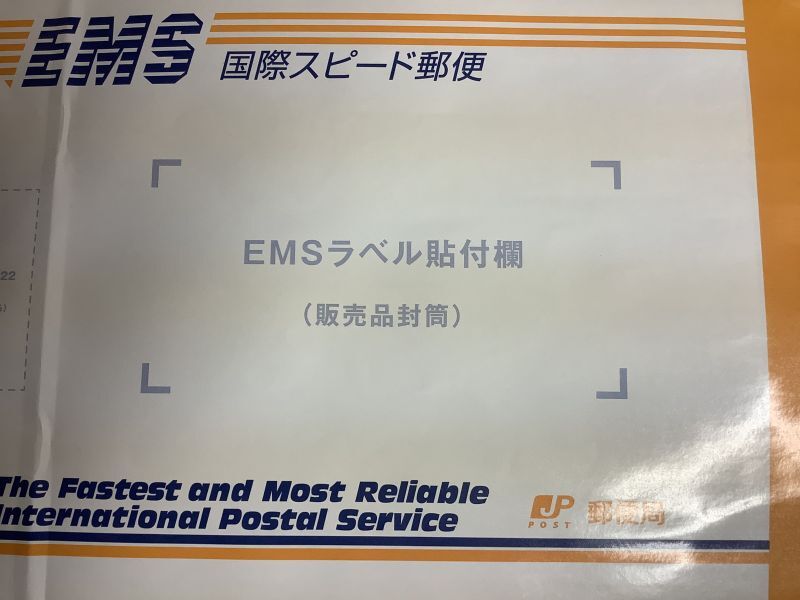 EMS 国際スピード郵便
EMSラベル貼付欄
（販売品封筒）
22
The Fastest and Most Reliable
International Postal Service
JP
POST
郵便局